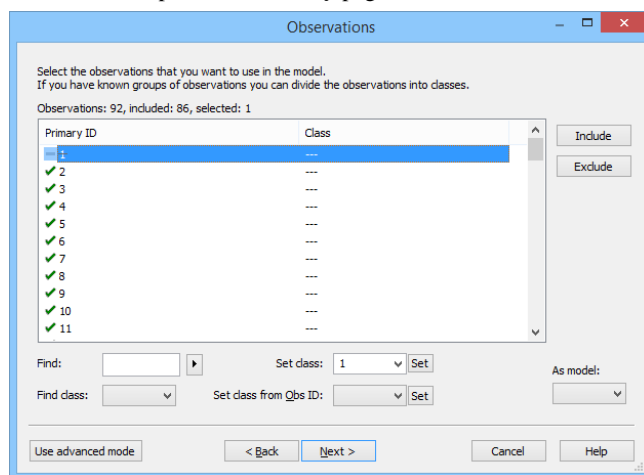 Observations
Select the observations that you want to use in the model.
If you have known groups of observations you can divide the observations into classes.
Observations: 92, included: 86, selected: 1
Primary ID Class
1 ---
2 ---
3 ---
4 ---
5 ---
6 ---
7 ---
8 ---
9 ---
10 ---
11 ---
Include
Exclude
Find: Set class: 1 Set
Find class: Set class from Obs ID: Set
As model:
Use advanced mode < Back Next > Cancel Help